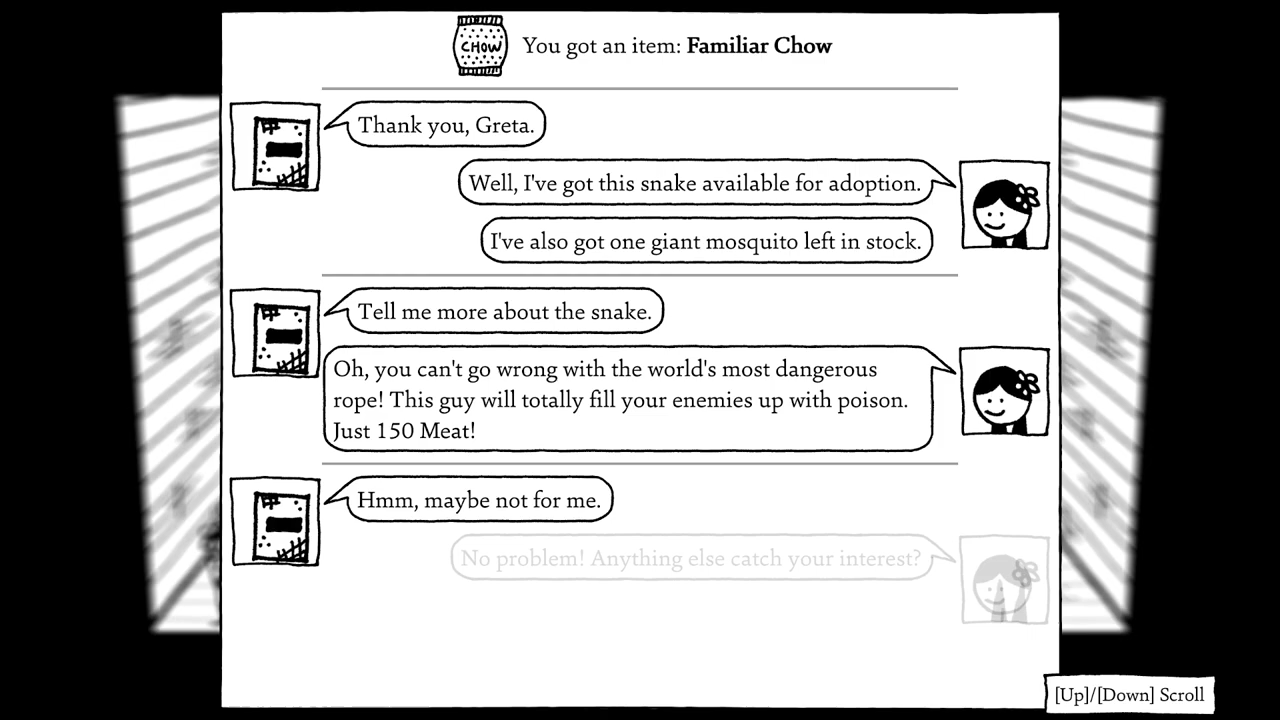 CHOW
You got an item: Familiar Chow
Thank you, Greta.
Well, I've got this snake available for adoption.
I've also got one giant mosquito left in stock.
Tell me more about the snake.
Oh, you can't go wrong with the world's most dangerous
rope! This guy will totally fill your enemies up with poison.
Just 150 Meat!
Hmm, maybe not for me.
No problem! Anything else catch your interest?
[Up]/[Down] Scroll